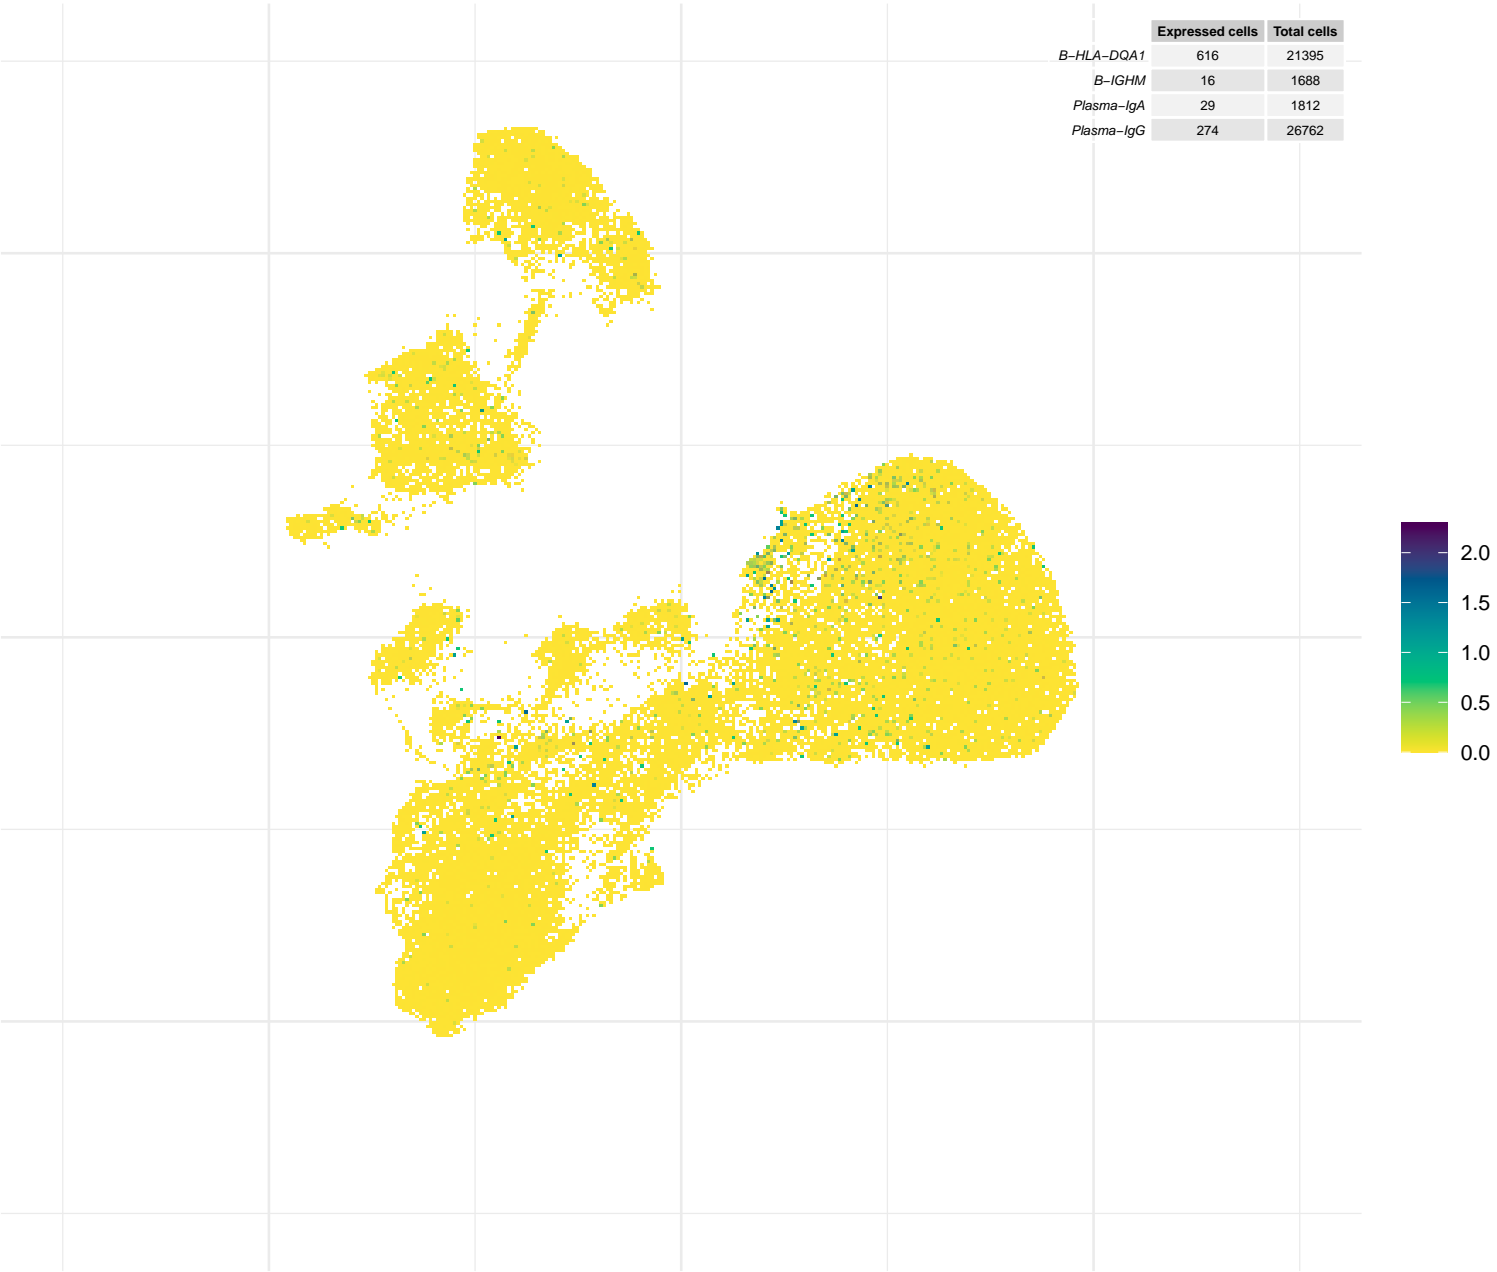 Expressed cells Total cells
B−HLA−DQA1 616 21395
B−IGHM 16 1688
Plasma−IgA 29 1812
Plasma−IgG 274 26762
2.0
1.5
1.0
0.5
0.0